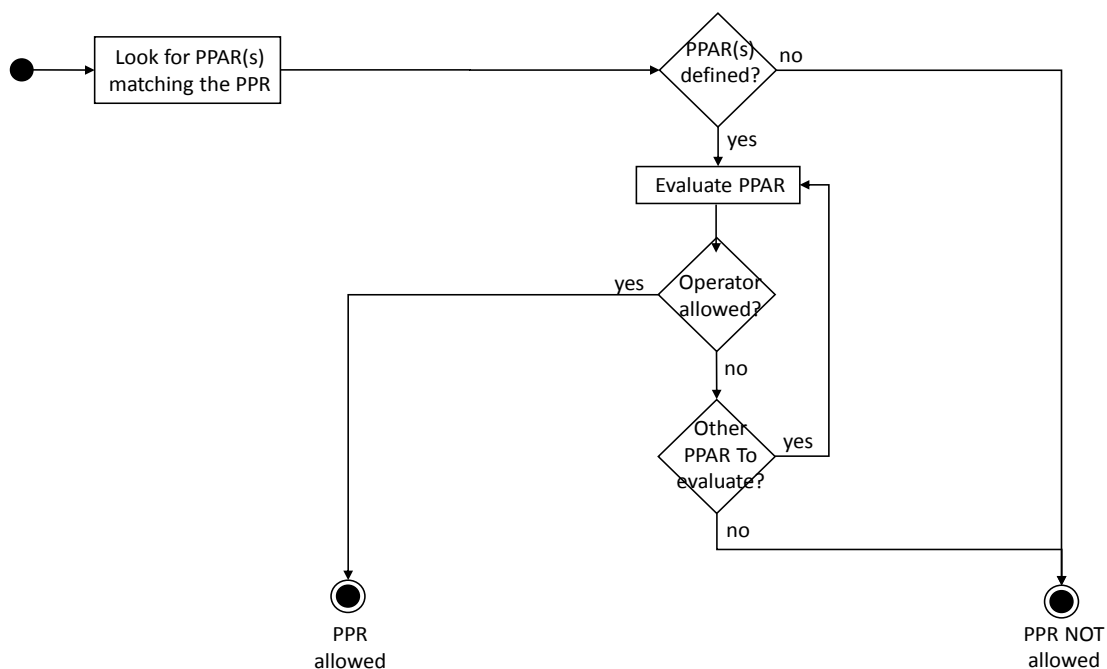 Look for PPAR(s)
matching the PPR
PPAR(s)
defined?
no
yes
Evaluate PPAR
yes
Operator
allowed?
no
Other
PPAR To
evaluate?
yes
no
PPR
allowed
PPR NOT
allowed